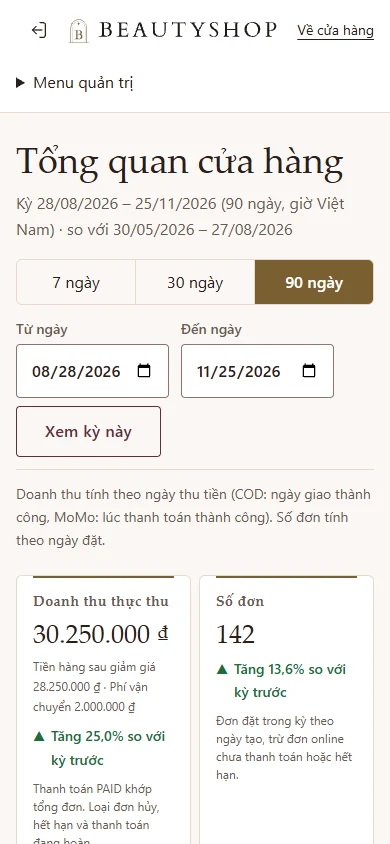 B BEAUTYSHOP Về cửa hàng
Menu quản trị
Tổng quan cửa hàng
Kỳ 28/08/2026 – 25/11/2026 (90 ngày, giờ Việt
Nam) · so với 30/05/2026 – 27/08/2026
7 ngày 30 ngày 90 ngày
Từ ngày Đến ngày
08/28/2026 11/25/2026
Xem kỳ này
Doanh thu tính theo ngày thu tiền (COD: ngày giao thành
công, MoMo: lúc thanh toán thành công). Số đơn tính
theo ngày đặt.
Doanh thu thực thu
30.250.000 ₫
Tiền hàng sau giảm giá
28.250.000 ₫ · Phí vận
chuyển 2.000.000 ₫
▲ Tăng 25,0% so với
kỳ trước
Thanh toán PAID khớp
tổng đơn. Loại đơn hủy,
hết hạn và thanh toán
đang hoàn
Số đơn
142
▲ Tăng 13,6% so với
kỳ trước
Đơn đặt trong kỳ theo
ngày tạo, trừ đơn online
chưa thanh toán hoặc hết
hạn.